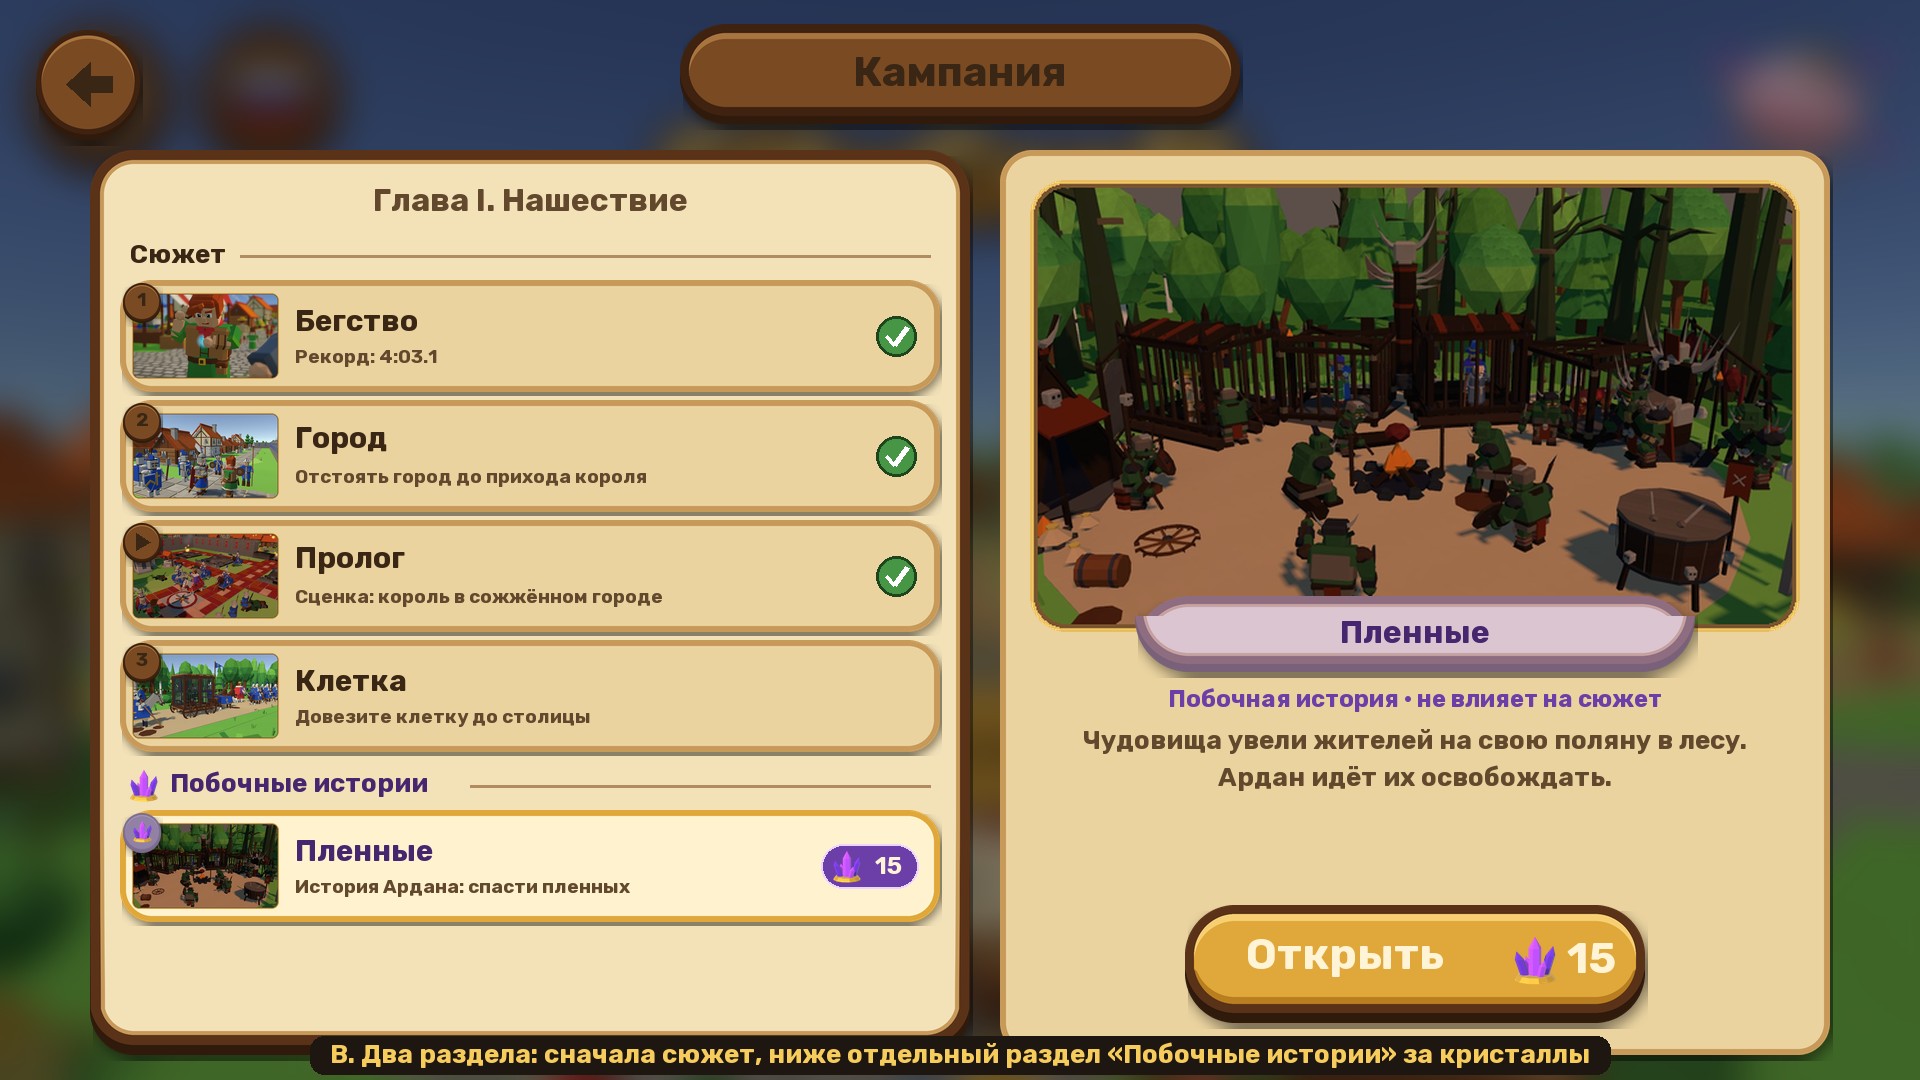 Кампания
Глава I. Нашествие
Сюжет
1
Бегство
Рекорд: 4:03.1
2
Город
Отстоять город до прихода короля
Пролог
Сценка: король в сожжённом городе
3
Клетка
Довезите клетку до столицы
Побочные истории
Пленные
История Ардана: спасти пленных
15
Пленные
Побочная история • не влияет на сюжет
Чудовища увели жителей на свою поляну в лесу.
Ардан идёт их освобождать.
Открыть 15
В. Два раздела: сначала сюжет, ниже отдельный раздел «Побочные истории» за кристаллы